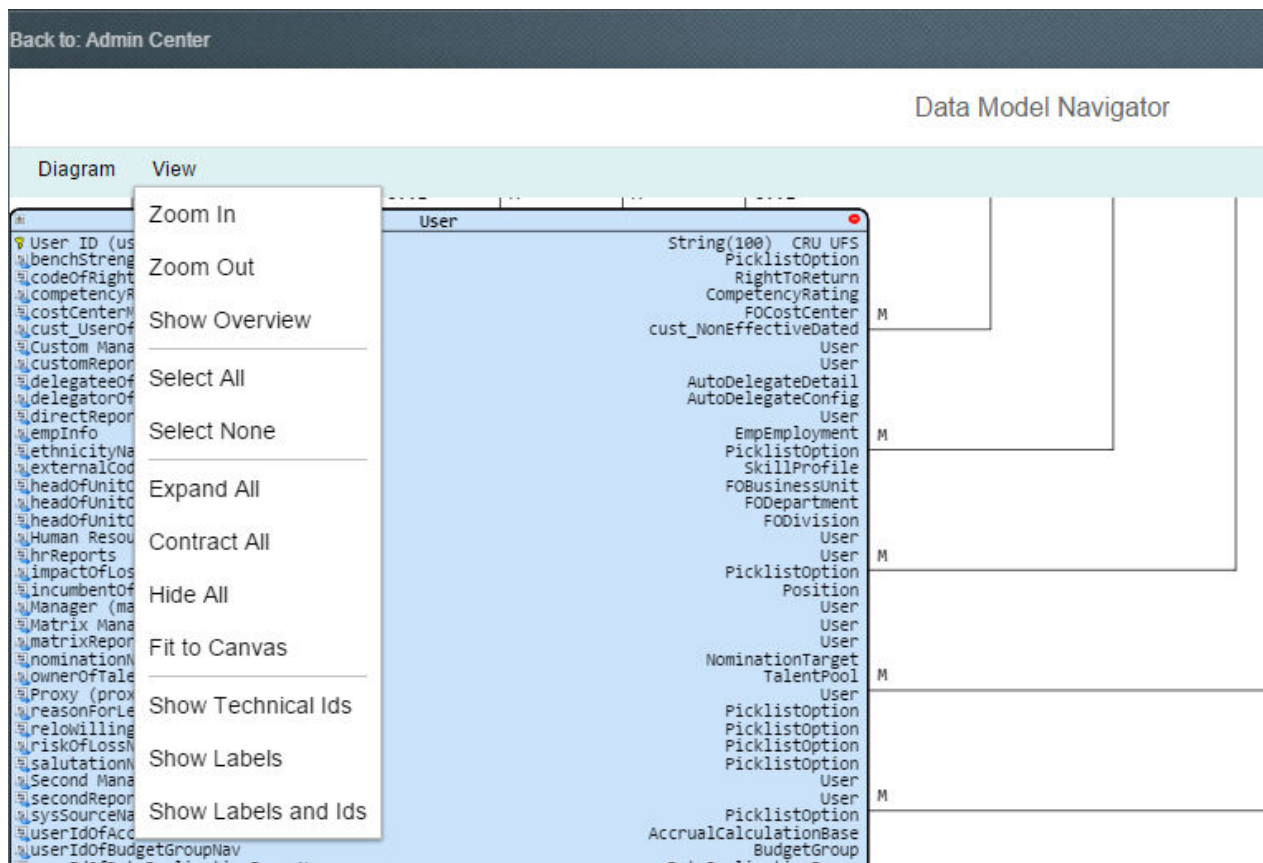 Back to: Admin Center
Data Model Navigator
Diagram View
Zoom In
Zoom Out
Show Overview
Select All
Select None
Expand All
Contract All
Hide All
Fit to Canvas
Show Technical Ids
Show Labels
Show Labels and Ids
User
User ID (us String(100) CRU UFS
benchStreng PicklistOption
codeOfRight RightToReturn
competencyR CompetencyRating
costCenterM FOCostCenter M
cust_UserOf cust_NonEffectiveDated
Custom Mana User
customRepor User
delegateeOf AutoDelegateDetail
delegatorOf AutoDelegateConfig
directRepor User
empInfo EmpEmployment M
ethnicityNa PicklistOption
externalCod SkillProfile
headOfUnitO FOBusinessUnit
headOfUnitO FODepartment
headOfUnitO FODivision
Human Resou User
hrReports User M
impactOfLos PicklistOption
incumbentOf Position
Manager (ma User
Matrix Mana User
matrixRepor User
nominationN NominationTarget
ownerOfTale TalentPool M
Proxy (prox User
reasonForLe PicklistOption
reloWilling PicklistOption
riskOfLossN PicklistOption
salutationN PicklistOption
Second Mana User
secondRepor User M
sysSourceNa PicklistOption
userIdOfAcc AccrualCalculationBase
userIdOfBudgetGroupNav BudgetGroup